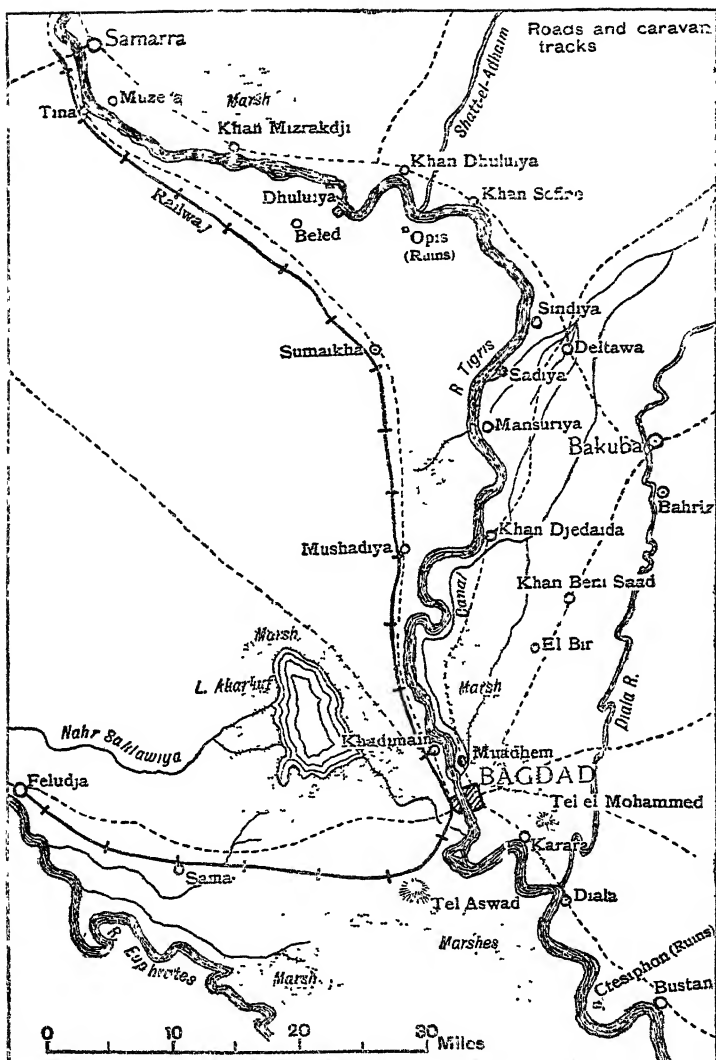 Roads and caravan
tracks
Samarra
Shatt-el-Adhaim
Marsh
Tina
Khan Mizrakdji
Khan Dhuluiya
Dhuluiya
Khan Sefire
Railway
Beled
Opis
(Ruins)
Sindiya
Sumaikha
R Tigris
Deltawa
Sadiya
Mansuriya
Bakuba
Bahriz
Mushadiya
Khan Djedaida
Canal
Khan Beni Saad
Marsh
El Bir
L. Akarkuf
Marsh
Diala R.
Nahr Saklawiya
Khadimain
Muadhem
Feludja
BAGDAD
Tel el Mohammed
Karara
Sama
Tel Aswad
Diala
Marshes
R. Euphrates
Ctesiphon (Ruins)
Marsh
Bustan
0 10 20 30 Miles